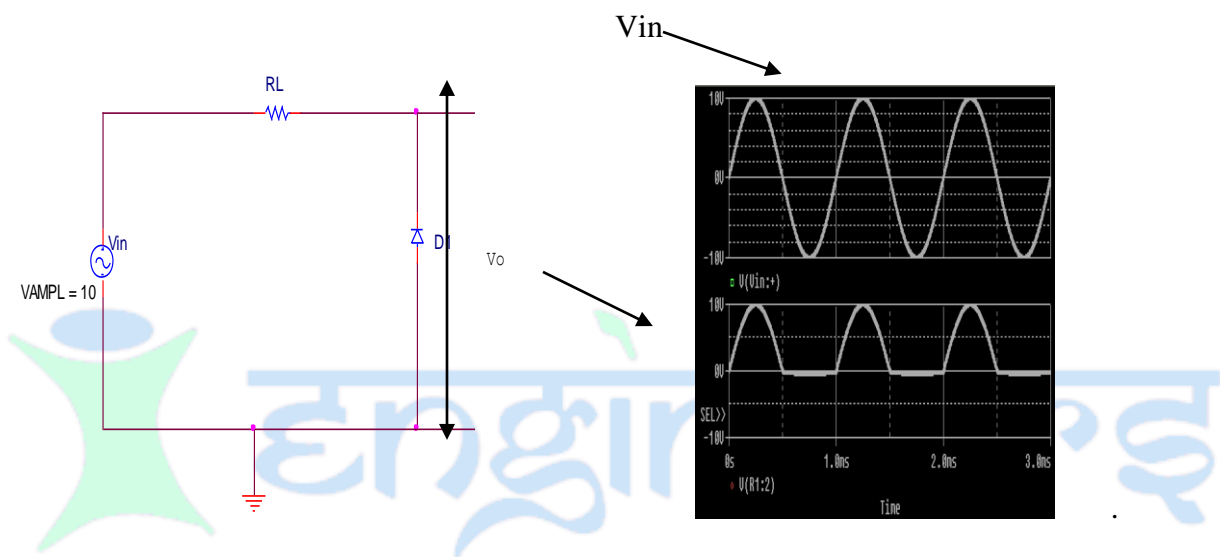 Vin
RL
Vin
VAMPL = 10
D1
Vo
10V
0V
-10V
V(Vin:+)
10V
0V
SEL>>
-10V
0s 1.0ms 2.0ms 3.0ms
V(R1:2)
Time
.